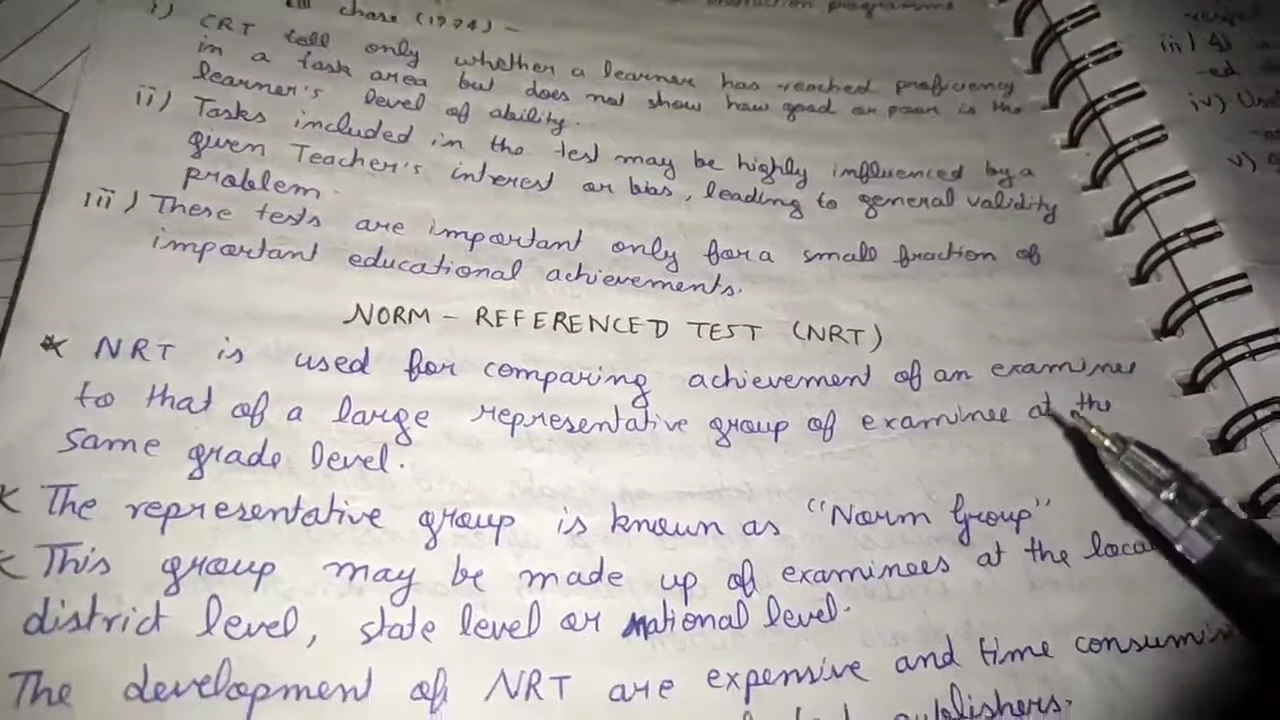 chase (1974) -
i) CRT tell only whether a learner has reached proficiency
in a task area but does not show how good or poor is the
learner's level of ability.
ii) Tasks included in the test may be highly influenced by a
given Teacher's interest or bias, leading to general validity
problem.
iii) These tests are important only for a small fraction of
important educational achievements.
NORM - REFERENCED TEST (NRT)
* NRT is used for comparing achievement of an examinee
to that of a large representative group of examinee at the
same grade level.
The representative group is known as "Norm Group"
This group may be made up of examinees at the local
district level, state level or national level.
The development of NRT are expensive and time consuming
publishers.
iii)
iv)
v)